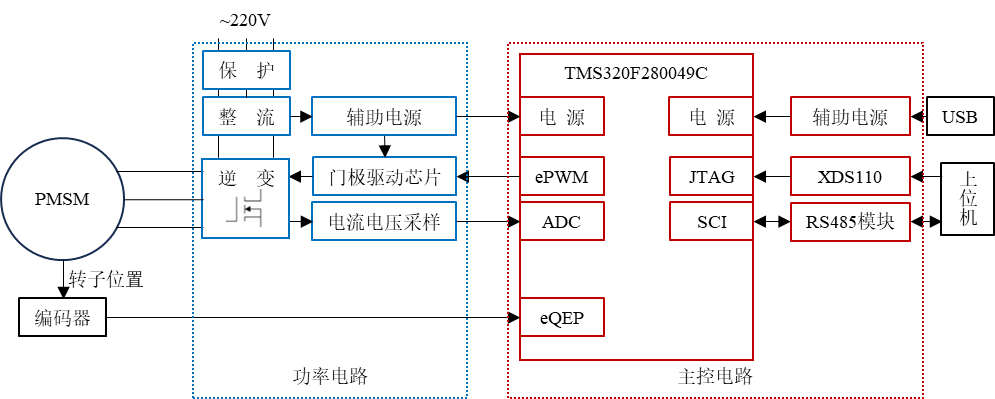 ~220V
保 护
TMS320F280049C
整 流
辅助电源
电 源
电 源
辅助电源
USB
PMSM
逆 变
门极驱动芯片
ePWM
JTAG
XDS110
上位机
电流电压采样
ADC
SCI
RS485模块
转子位置
编码器
eQEP
功率电路
主控电路